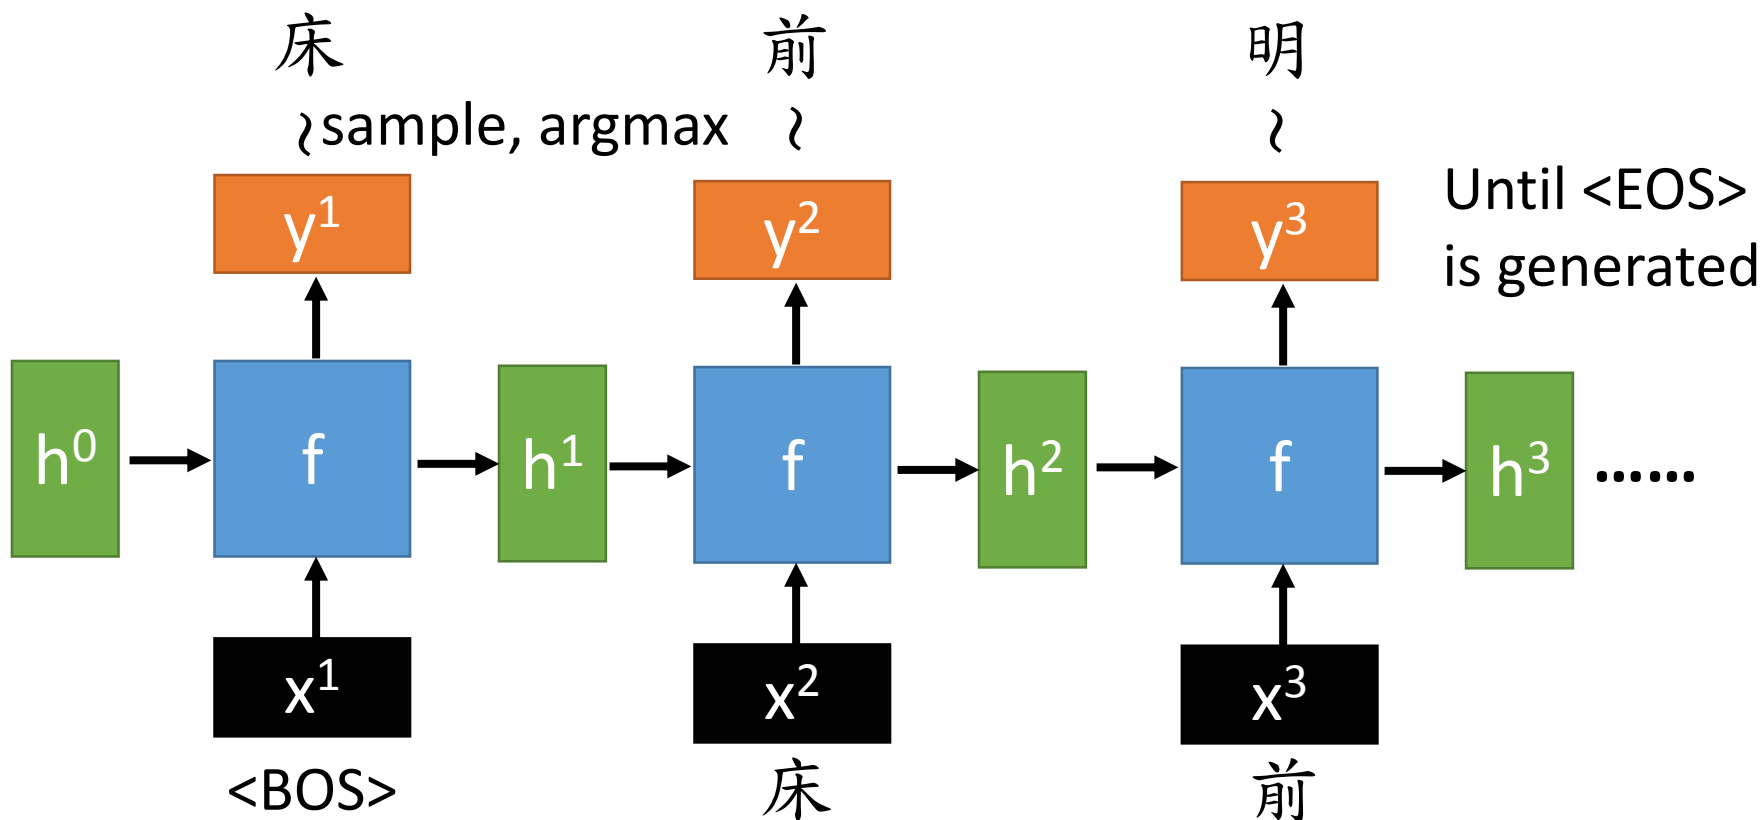 床 前 明
~sample, argmax ~ ~
y¹ y² y³
Until <EOS>
is generated
h⁰ f h¹ f h² f h³ ······
x¹ x² x³
<BOS> 床 前